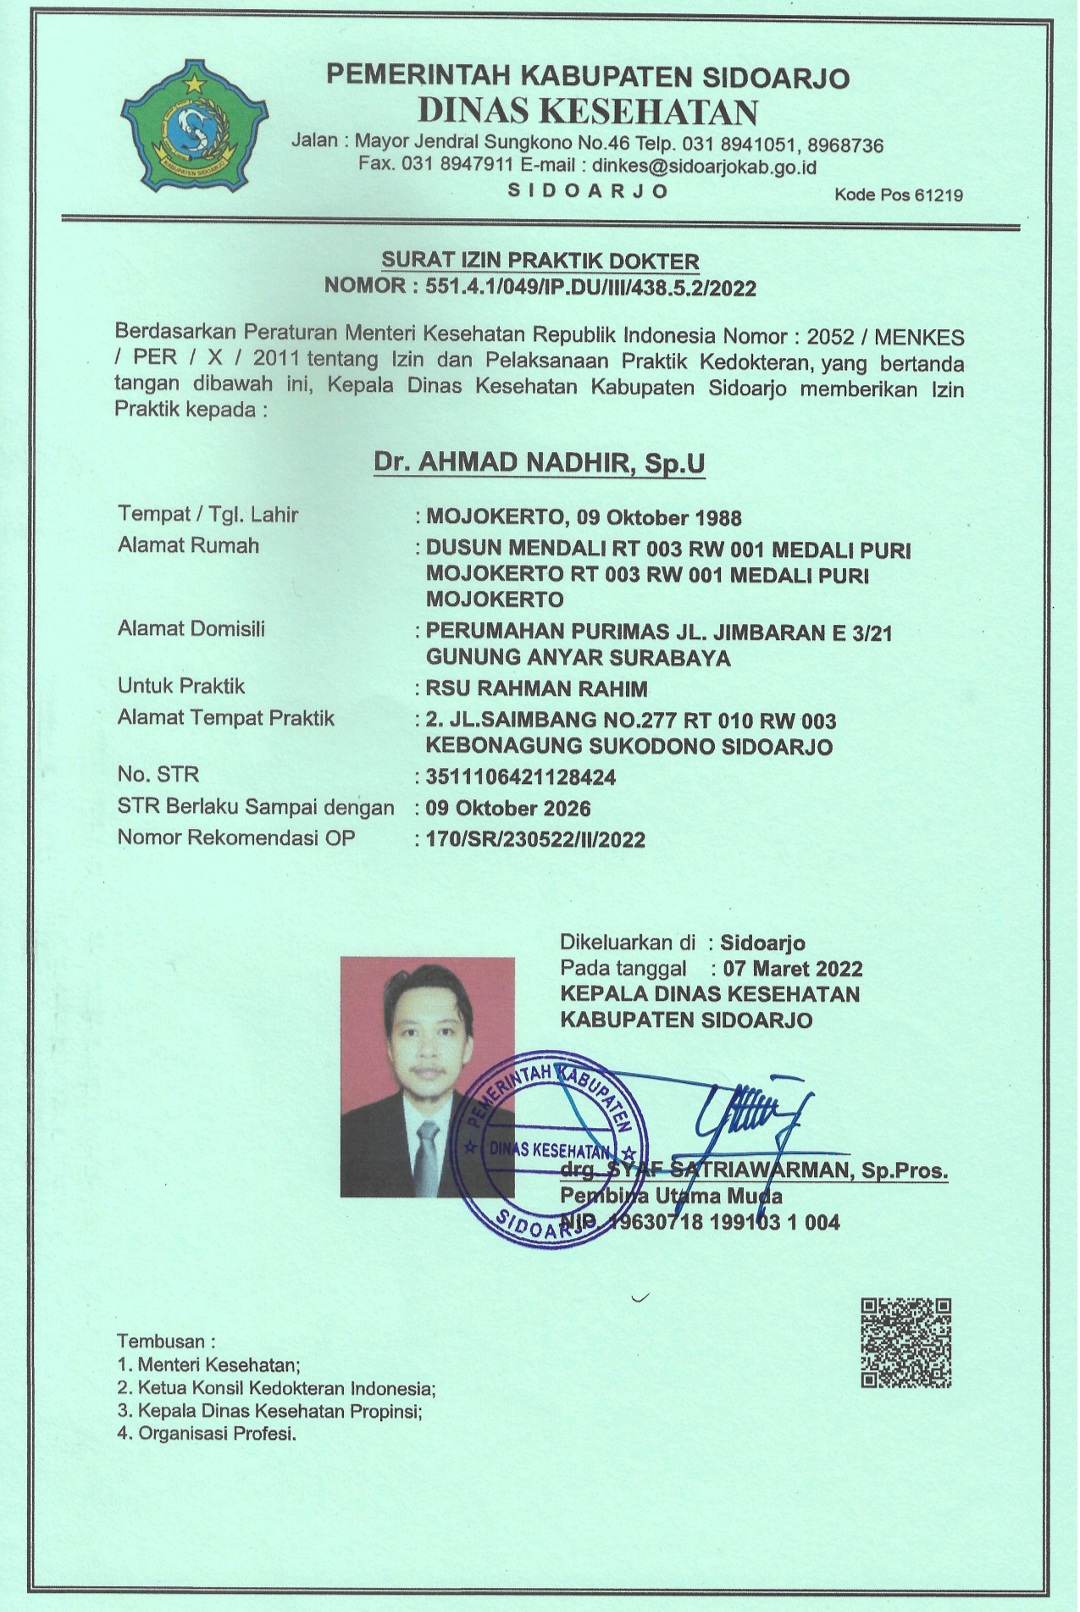 PEMERINTAH KABUPATEN SIDOARJO
DINAS KESEHATAN
Jalan : Mayor Jendral Sungkono No.46 Telp. 031 8941051, 8968736
Fax. 031 8947911 E-mail : dinkes@sidoarjokab.go.id
S I D O A R J O
Kode Pos 61219
KABUPATEN SIDOARJO
SURAT IZIN PRAKTIK DOKTER
NOMOR : 551.4.1/049/IP.DU/III/438.5.2/2022
Berdasarkan Peraturan Menteri Kesehatan Republik Indonesia Nomor : 2052 / MENKES
/ PER / X / 2011 tentang Izin dan Pelaksanaan Praktik Kedokteran, yang bertanda
tangan dibawah ini, Kepala Dinas Kesehatan Kabupaten Sidoarjo memberikan Izin
Praktik kepada :
Dr. AHMAD NADHIR, Sp.U
Tempat / Tgl. Lahir : MOJOKERTO, 09 Oktober 1988
Alamat Rumah : DUSUN MENDALI RT 003 RW 001 MEDALI PURI
MOJOKERTO RT 003 RW 001 MEDALI PURI
MOJOKERTO
Alamat Domisili : PERUMAHAN PURIMAS JL. JIMBARAN E 3/21
GUNUNG ANYAR SURABAYA
Untuk Praktik : RSU RAHMAN RAHIM
Alamat Tempat Praktik : 2. JL.SAIMBANG NO.277 RT 010 RW 003
KEBONAGUNG SUKODONO SIDOARJO
No. STR : 3511106421128424
STR Berlaku Sampai dengan : 09 Oktober 2026
Nomor Rekomendasi OP : 170/SR/230522/II/2022
Dikeluarkan di : Sidoarjo
Pada tanggal : 07 Maret 2022
KEPALA DINAS KESEHATAN
KABUPATEN SIDOARJO
PEMERINTAH KABUPATEN
DINAS KESEHATAN
SIDOARJO
drg. SYAF SATRIAWARMAN, Sp.Pros.
Pembina Utama Muda
NIP. 19630718 199103 1 004
Tembusan :
1. Menteri Kesehatan;
2. Ketua Konsil Kedokteran Indonesia;
3. Kepala Dinas Kesehatan Propinsi;
4. Organisasi Profesi.